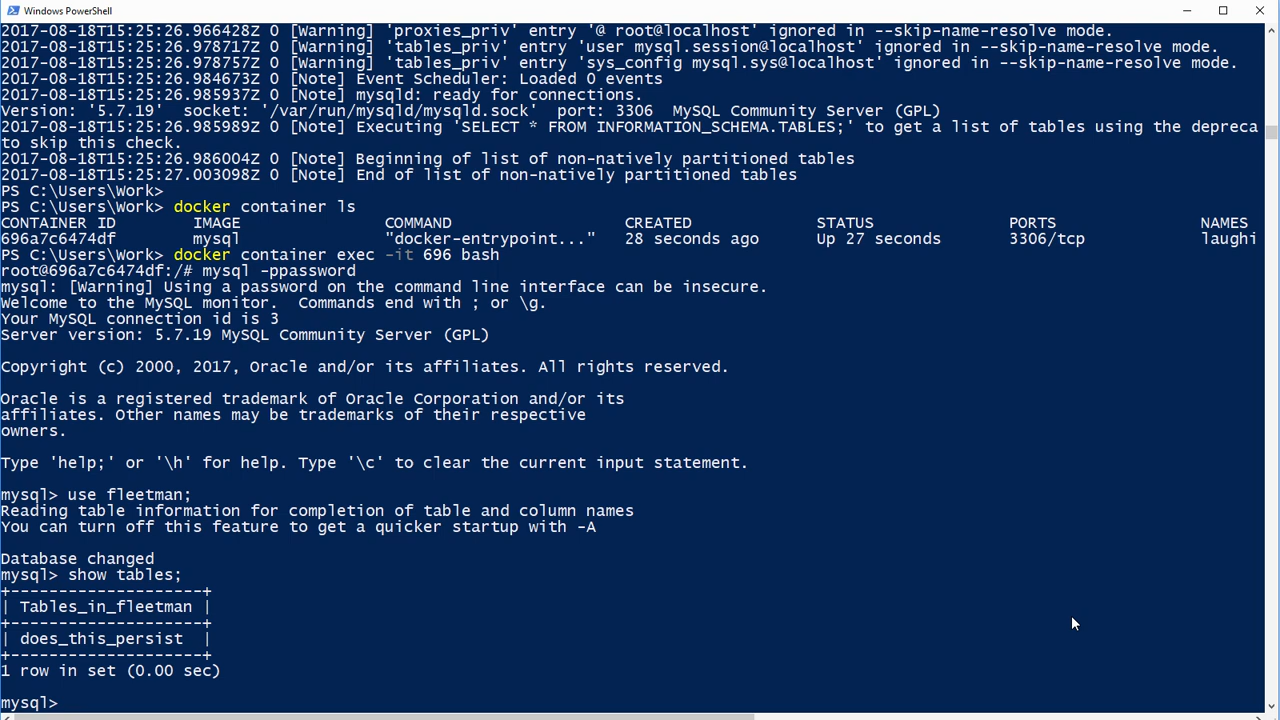 Windows PowerShell
2017-08-18T15:25:26.966428Z 0 [Warning] 'proxies_priv' entry '@ root@localhost' ignored in --skip-name-resolve mode.
2017-08-18T15:25:26.978717Z 0 [Warning] 'tables_priv' entry 'user mysql.session@localhost' ignored in --skip-name-resolve mode.
2017-08-18T15:25:26.978757Z 0 [Warning] 'tables_priv' entry 'sys_config mysql.sys@localhost' ignored in --skip-name-resolve mode.
2017-08-18T15:25:26.984673Z 0 [Note] Event Scheduler: Loaded 0 events
2017-08-18T15:25:26.985937Z 0 [Note] mysqld: ready for connections.
Version: '5.7.19'  socket: '/var/run/mysqld/mysqld.sock'  port: 3306  MySQL Community Server (GPL)
2017-08-18T15:25:26.985989Z 0 [Note] Executing 'SELECT * FROM INFORMATION_SCHEMA.TABLES;' to get a list of tables using the depreca
to skip this check.
2017-08-18T15:25:26.986004Z 0 [Note] Beginning of list of non-natively partitioned tables
2017-08-18T15:25:27.003098Z 0 [Note] End of list of non-natively partitioned tables
PS C:\Users\Work>
PS C:\Users\Work> docker container ls
CONTAINER ID        IMAGE               COMMAND                  CREATED             STATUS              PORTS               NAMES
696a7c6474df        mysql               "docker-entrypoint..."   28 seconds ago      Up 27 seconds       3306/tcp            laughi
PS C:\Users\Work> docker container exec -it 696 bash
root@696a7c6474df:/# mysql -ppassword
mysql: [Warning] Using a password on the command line interface can be insecure.
Welcome to the MySQL monitor.  Commands end with ; or \g.
Your MySQL connection id is 3
Server version: 5.7.19 MySQL Community Server (GPL)
Copyright (c) 2000, 2017, Oracle and/or its affiliates. All rights reserved.
Oracle is a registered trademark of Oracle Corporation and/or its
affiliates. Other names may be trademarks of their respective
owners.
Type 'help;' or '\h' for help. Type '\c' to clear the current input statement.
mysql> use fleetman;
Reading table information for completion of table and column names
You can turn off this feature to get a quicker startup with -A
Database changed
mysql> show tables;
+--------------------+
| Tables_in_fleetman |
+--------------------+
| does_this_persist  |
+--------------------+
1 row in set (0.00 sec)
mysql>